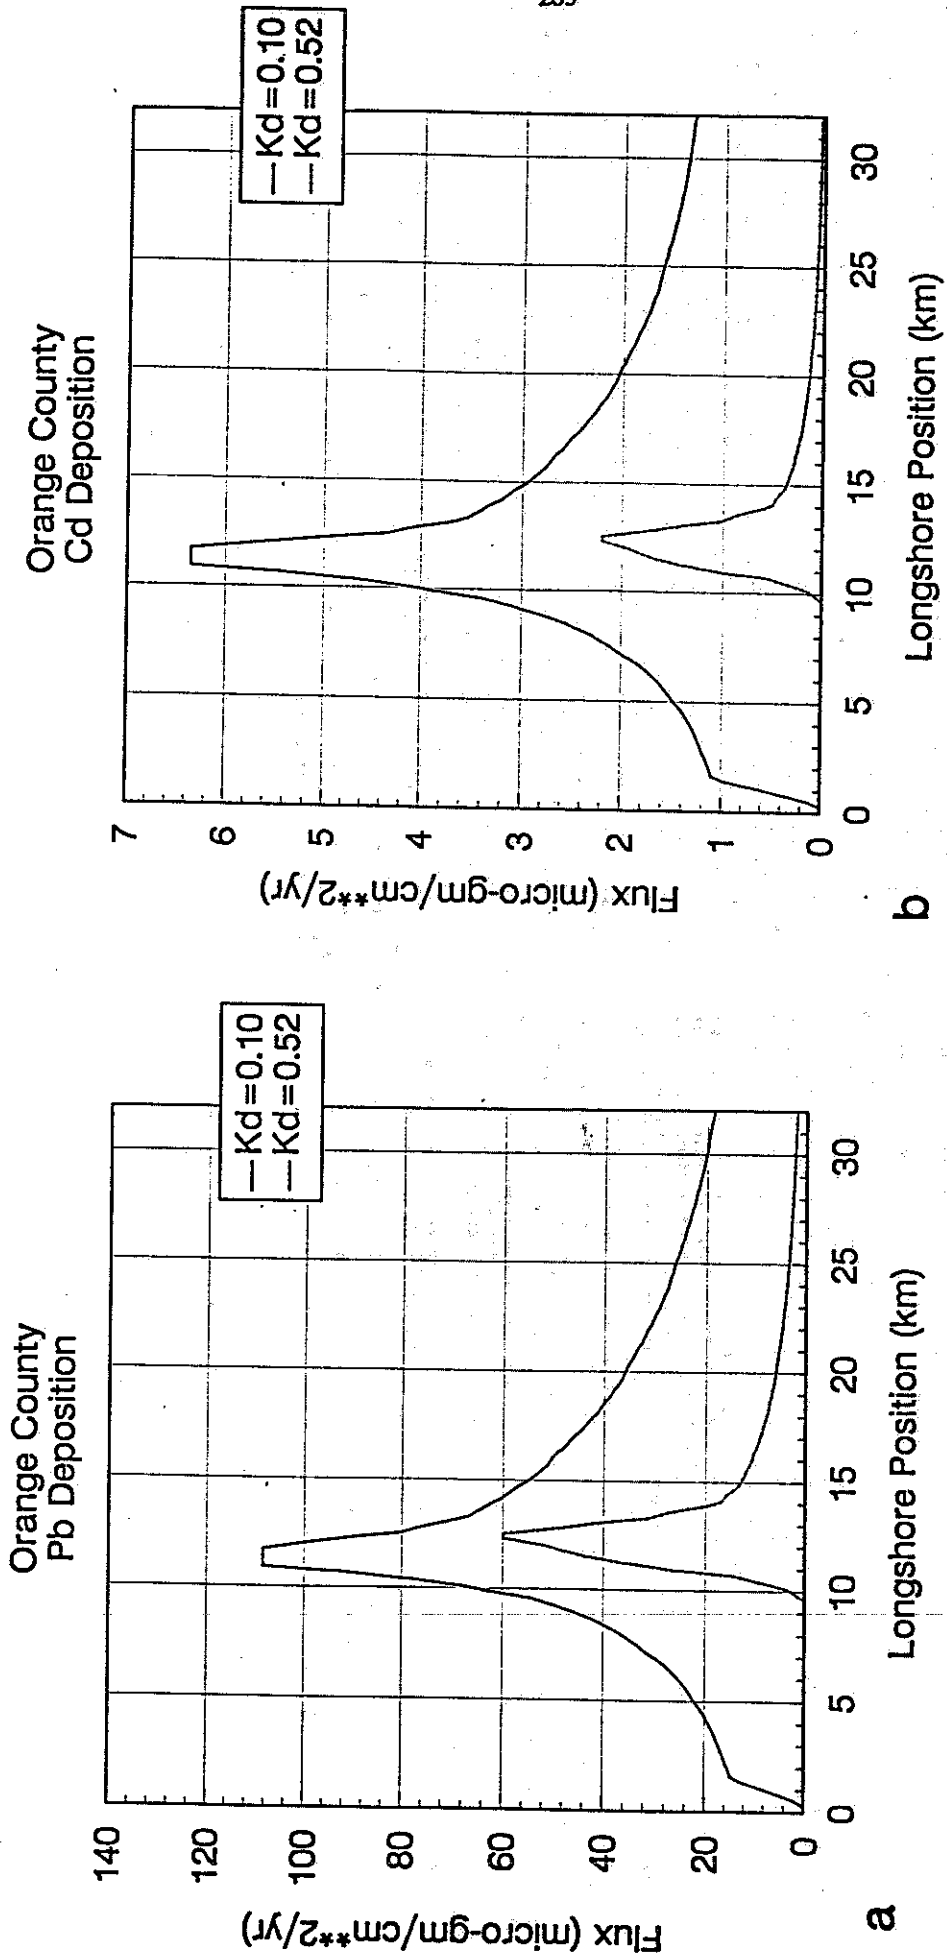 Orange County
Pb Deposition
Kd=0.10
Kd=0.52
140
120
100
80
60
40
20
0
Flux (micro-gm/cm**2/yr)
0
5
10
15
20
25
30
Longshore Position (km)
a
Orange County
Cd Deposition
Kd=0.10
Kd=0.52
7
6
5
4
3
2
1
0
Flux (micro-gm/cm**2/yr)
0
5
10
15
20
25
30
Longshore Position (km)
b